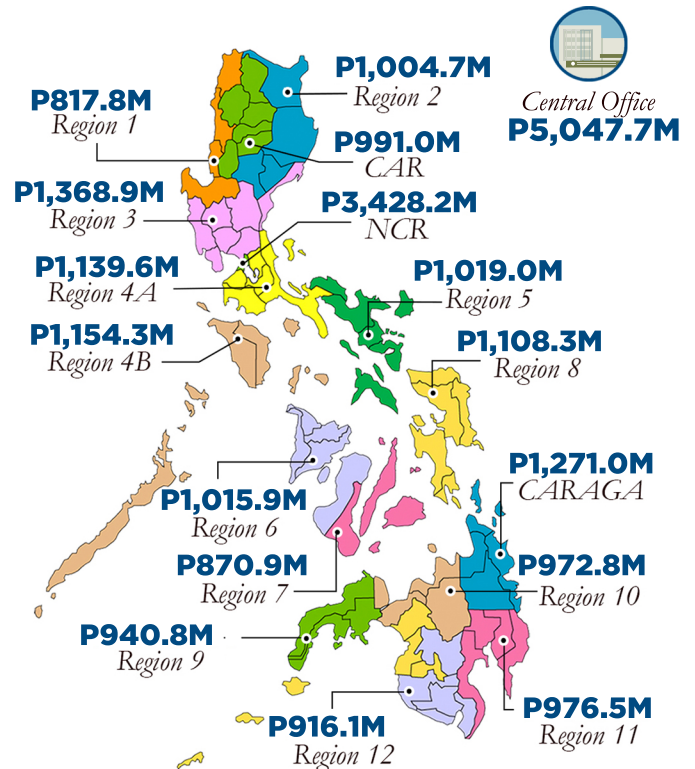 Central Office
P5,047.7M
P1,004.7M
Region 2
P817.8M
Region 1
P991.0M
CAR
P1,368.9M
Region 3
P3,428.2M
NCR
P1,139.6M
Region 4A
P1,019.0M
Region 5
P1,154.3M
Region 4B
P1,108.3M
Region 8
P1,271.0M
CARAGA
P1,015.9M
Region 6
P870.9M
Region 7
P972.8M
Region 10
P940.8M
Region 9
P976.5M
Region 11
P916.1M
Region 12